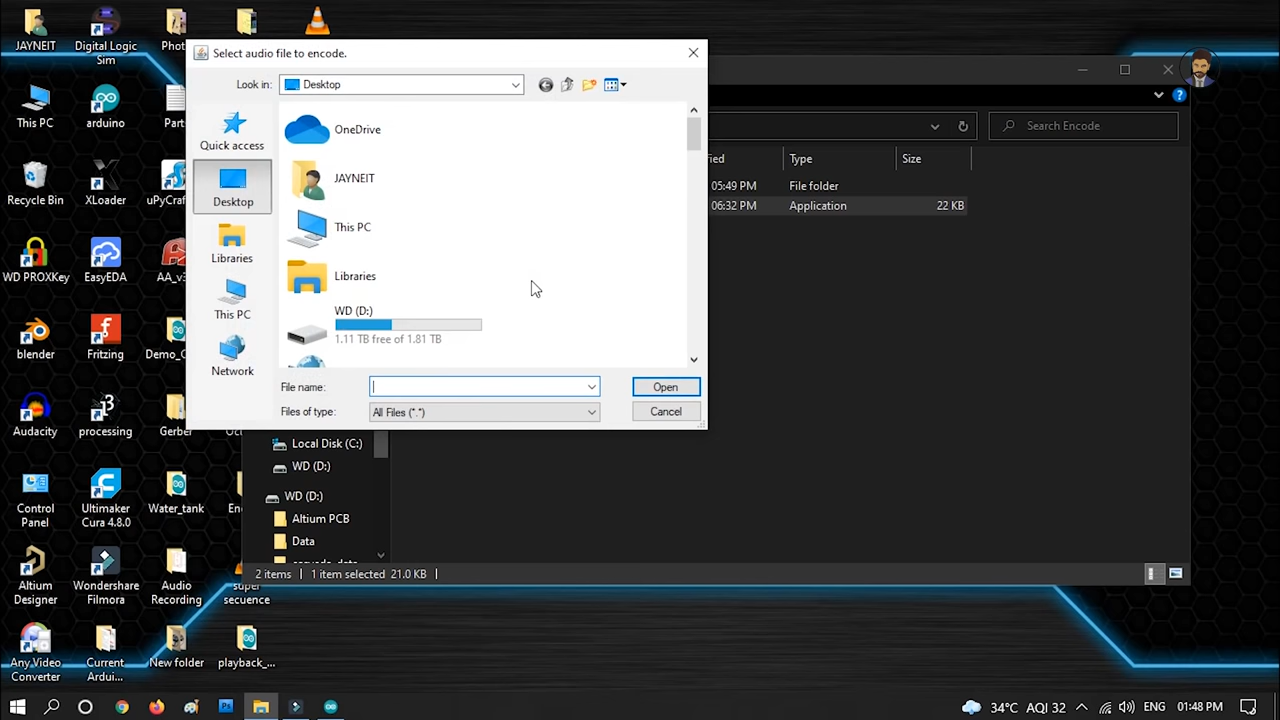 Select audio file to encode.
Look in:
Desktop
Quick access
Desktop
Libraries
This PC
Network
OneDrive
JAYNEIT
This PC
Libraries
WD (D:)
1.11 TB free of 1.81 TB
File name:
Open
Files of type:
All Files (*.*)
Cancel
Search Encode
Type
Size
05:49 PM
File folder
06:32 PM
Application
22 KB
Local Disk (C:)
WD (D:)
WD (D:)
Altium PCB
Data
2 items
1 item selected 21.0 KB
JAYNEIT
Digital Logic
Sim
This PC
arduino
Recycle Bin
XLoader
WD PROXKey
EasyEDA
blender
Fritzing
Audacity
processing
Gerber
Control
Panel
Ultimaker
Cura 4.8.0
Water_tank
Altium
Designer
Wondershare
Filmora
Audio
Recording
super
secuence
Any Video
Converter
Current
Ardui...
New folder
playback_...
34°C AQI 32
ENG
01:48 PM